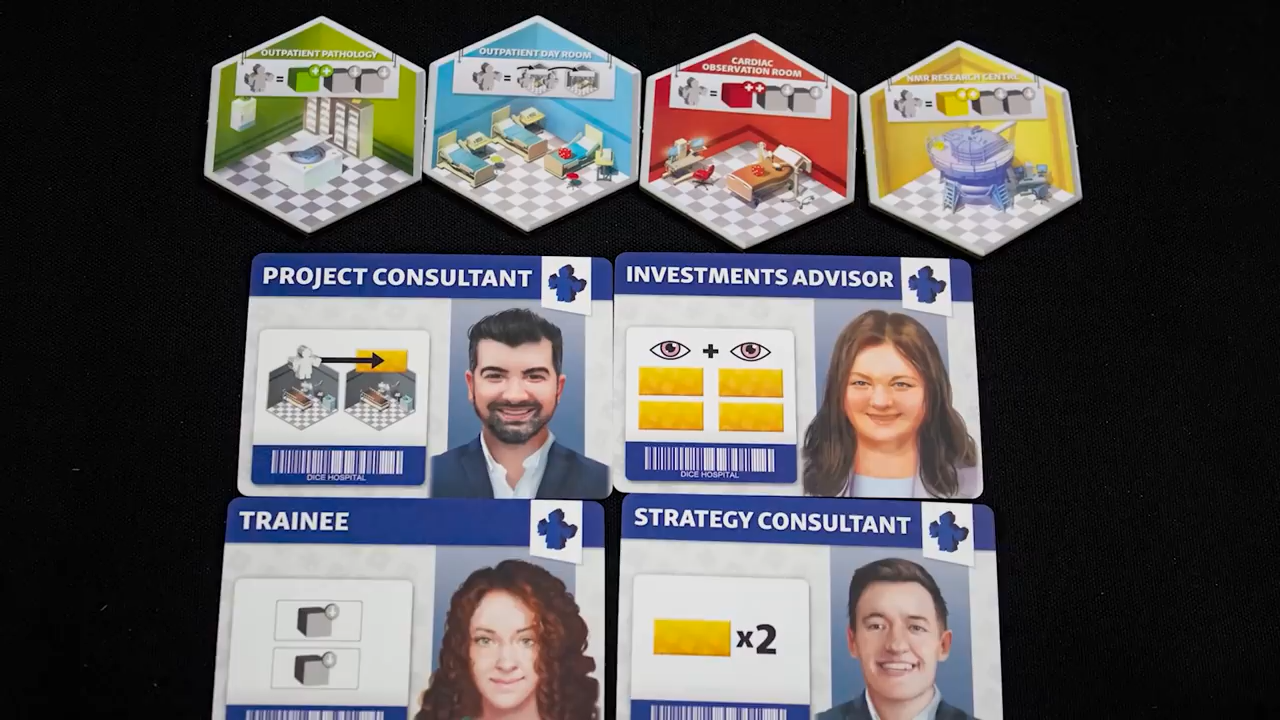 OUTPATIENT PATHOLOGY
=
OUTPATIENT DAY ROOM
=
CARDIAC
OBSERVATION ROOM
=
NMR RESEARCH CENTRE
=
PROJECT CONSULTANT
DICE HOSPITAL
INVESTMENTS ADVISOR
+
DICE HOSPITAL
TRAINEE
STRATEGY CONSULTANT
x2